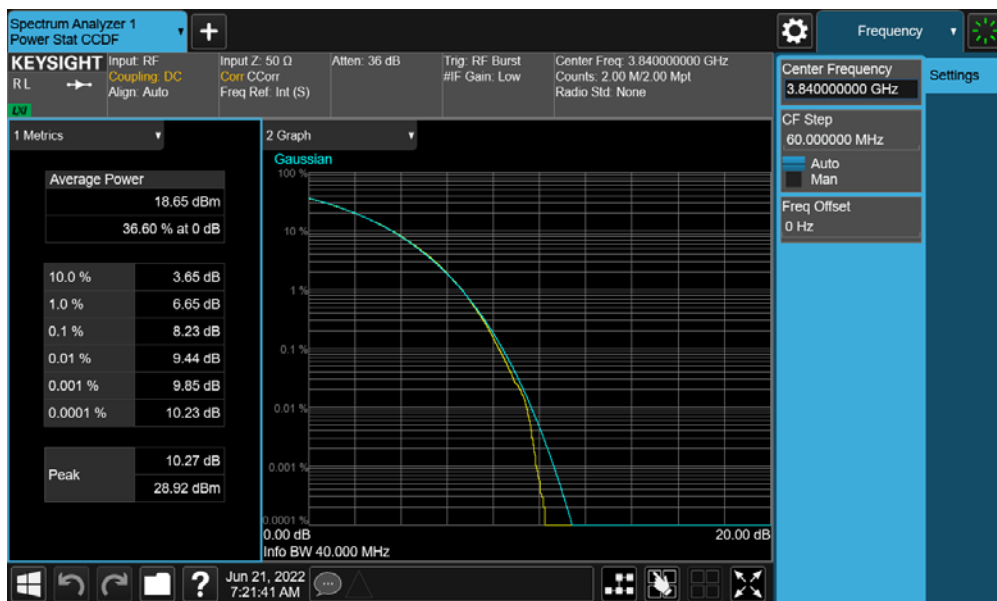 Spectrum Analyzer 1
Power Stat CCDF
+
Frequency
KEYSIGHT
RL
LXI
Input: RF
Coupling: DC
Align: Auto
Input Z: 50 Ω
Corr CCorr
Freq Ref: Int (S)
Atten: 36 dB
Trig: RF Burst
#IF Gain: Low
Center Freq: 3.840000000 GHz
Counts: 2.00 M/2.00 Mpt
Radio Std: None
Center Frequency
3.840000000 GHz
Settings
CF Step
60.000000 MHz
Auto
Man
Freq Offset
0 Hz
1 Metrics
Average Power
18.65 dBm
36.60 % at 0 dB
10.0 % 3.65 dB
1.0 % 6.65 dB
0.1 % 8.23 dB
0.01 % 9.44 dB
0.001 % 9.85 dB
0.0001 % 10.23 dB
Peak
10.27 dB
28.92 dBm
2 Graph
Gaussian
100 %
10 %
1 %
0.1 %
0.01 %
0.001 %
0.0001 %
0.00 dB 20.00 dB
Info BW 40.000 MHz
?
Jun 21, 2022
7:21:41 AM